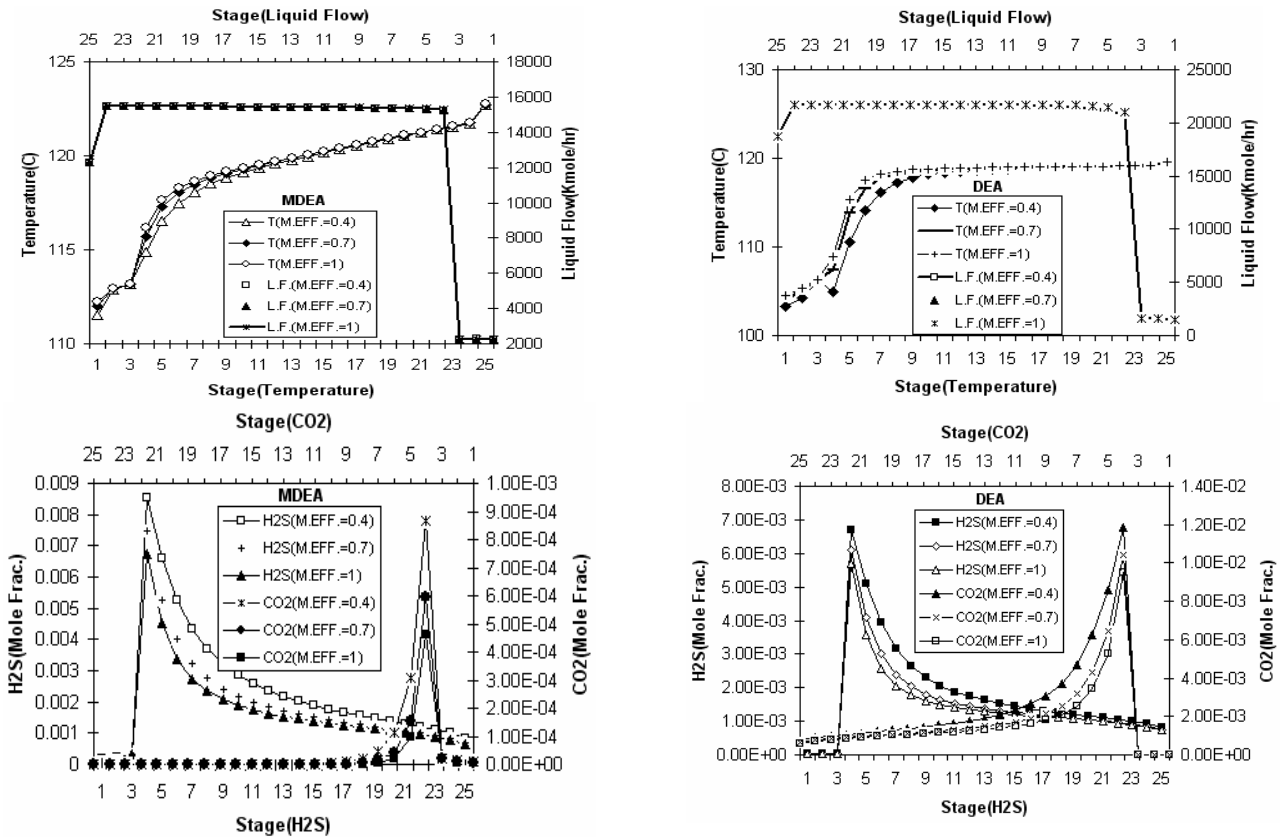 Stage(Liquid Flow)
25 23 21 19 17 15 13 11 9 7 5 3 1
125
120
115
110
Temperature(C)
18000
16000
14000
12000
10000
8000
6000
4000
2000
Liquid Flow(Kmole/hr)
MDEA
T(M.EFF.=0.4)
T(M.EFF.=0.7)
T(M.EFF.=1)
L.F.(M.EFF.=0.4)
L.F.(M.EFF.=0.7)
L.F.(M.EFF.=1)
1 3 5 7 9 11 13 15 17 19 21 23 25
Stage(Temperature)
Stage(Liquid Flow)
25 23 21 19 17 15 13 11 9 7 5 3 1
130
120
110
100
Temperature(C)
25000
20000
15000
10000
5000
0
Liquid Flow(Kmole/hr)
DEA
T(M.EFF.=0.4)
T(M.EFF.=0.7)
T(M.EFF.=1)
L.F.(M.EFF.=0.4)
L.F.(M.EFF.=0.7)
L.F.(M.EFF.=1)
1 3 5 7 9 11 13 15 17 19 21 23 25
Stage(Temperature)
Stage(CO2)
25 23 21 19 17 15 13 11 9 7 5 3 1
0.009
0.008
0.007
0.006
0.005
0.004
0.003
0.002
0.001
0
H2S(Mole Frac.)
1.00E-03
9.00E-04
8.00E-04
7.00E-04
6.00E-04
5.00E-04
4.00E-04
3.00E-04
2.00E-04
1.00E-04
0.00E+00
CO2(Mole Frac.)
MDEA
H2S(M.EFF.=0.4)
H2S(M.EFF.=0.7)
H2S(M.EFF.=1)
CO2(M.EFF.=0.4)
CO2(M.EFF.=0.7)
CO2(M.EFF.=1)
1 3 5 7 9 11 13 15 17 19 21 23 25
Stage(H2S)
Stage(CO2)
25 23 21 19 17 15 13 11 9 7 5 3 1
8.00E-03
7.00E-03
6.00E-03
5.00E-03
4.00E-03
3.00E-03
2.00E-03
1.00E-03
0.00E+00
H2S(Mole Frac.)
1.40E-02
1.20E-02
1.00E-02
8.00E-03
6.00E-03
4.00E-03
2.00E-03
0.00E+00
CO2(Mole Frac.)
DEA
H2S(M.EFF.=0.4)
H2S(M.EFF.=0.7)
H2S(M.EFF.=1)
CO2(M.EFF.=0.4)
CO2(M.EFF.=0.7)
CO2(M.EFF.=1)
1 3 5 7 9 11 13 15 17 19 21 23 25
Stage(H2S)